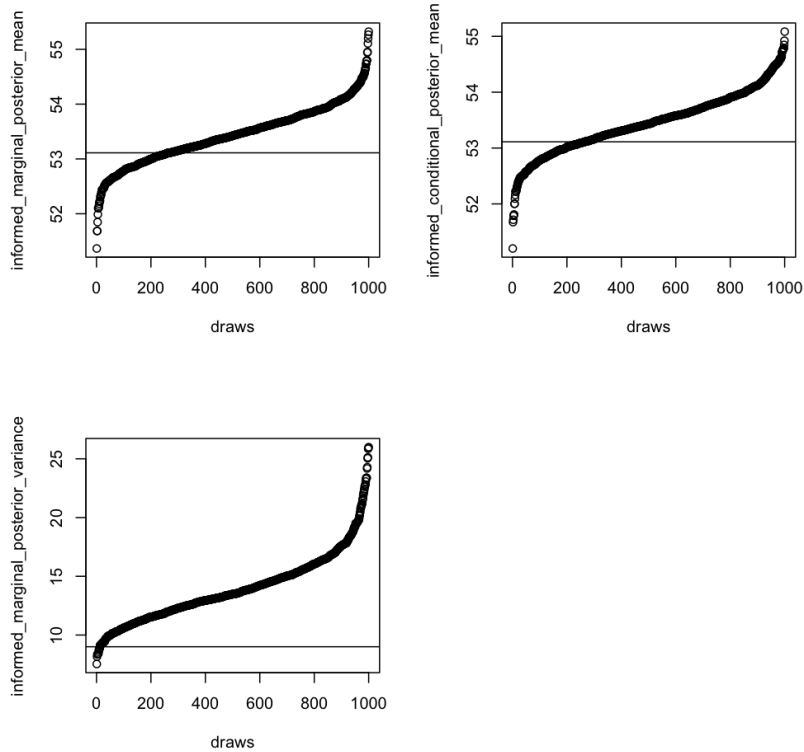 informed_marginal_posterior_mean
55
54
53
52
0 200 400 600 800 1000
draws
informed_conditional_posterior_mean
55
54
53
52
0 200 400 600 800 1000
draws
informed_marginal_posterior_variance
25
20
15
10
0 200 400 600 800 1000
draws